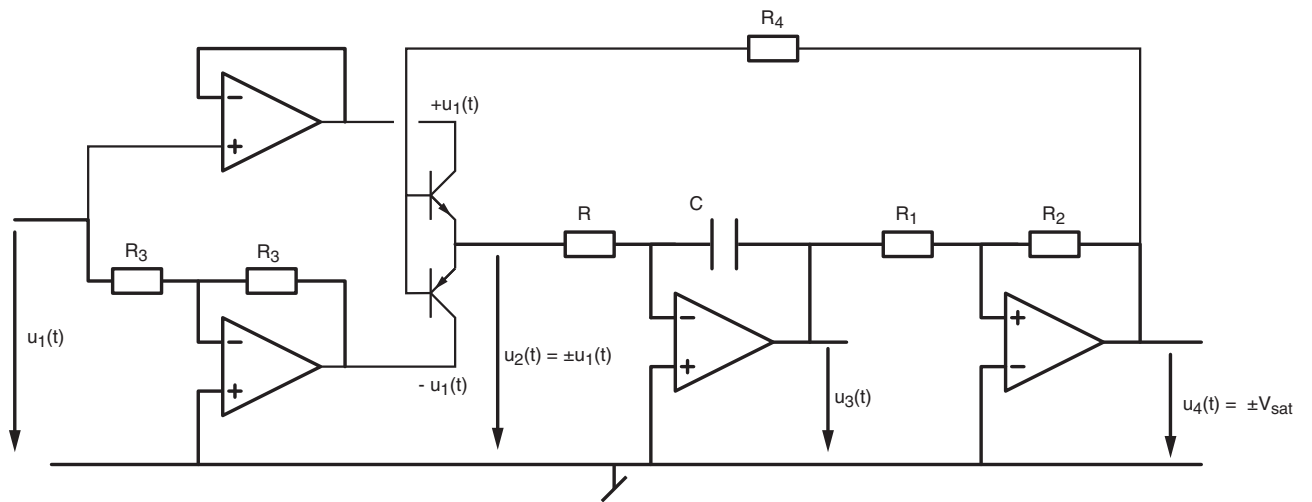 R4
+u1(t)
R3
R3
R
C
R1
R2
u1(t)
u2(t) = ±u1(t)
- u1(t)
u3(t)
u4(t) = ±Vsat